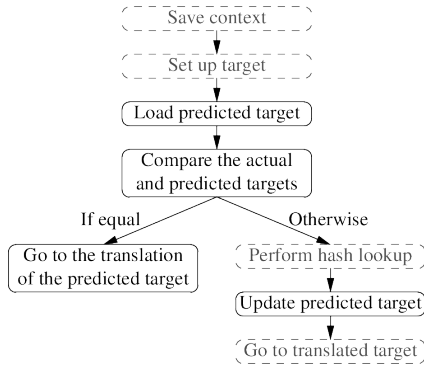 Save context
Set up target
Load predicted target
Compare the actual
and predicted targets
If equal
Otherwise
Go to the translation
of the predicted target
Perform hash lookup
Update predicted target
Go to translated target